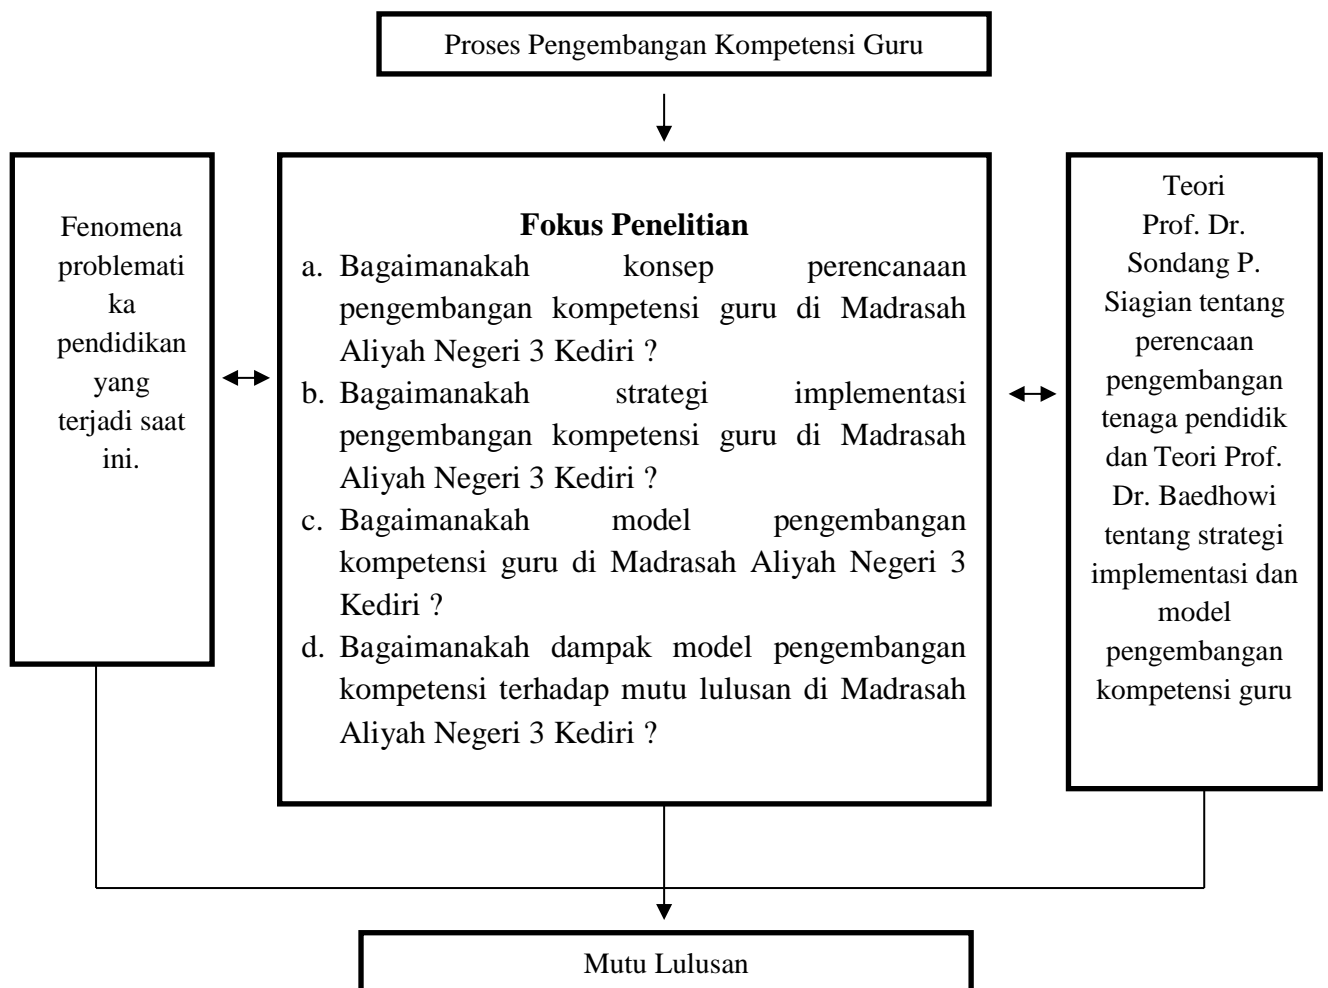 Proses Pengembangan Kompetensi Guru
Fenomena
problemati
ka
pendidikan
yang
terjadi saat
ini.
Fokus Penelitian
a. Bagaimanakah konsep perencanaan
pengembangan kompetensi guru di Madrasah
Aliyah Negeri 3 Kediri ?
b. Bagaimanakah strategi implementasi
pengembangan kompetensi guru di Madrasah
Aliyah Negeri 3 Kediri ?
c. Bagaimanakah model pengembangan
kompetensi guru di Madrasah Aliyah Negeri 3
Kediri ?
d. Bagaimanakah dampak model pengembangan
kompetensi terhadap mutu lulusan di Madrasah
Aliyah Negeri 3 Kediri ?
Teori
Prof. Dr.
Sondang P.
Siagian tentang
perencaan
pengembangan
tenaga pendidik
dan Teori Prof.
Dr. Baedhowi
tentang strategi
implementasi dan
model
pengembangan
kompetensi guru
Mutu Lulusan